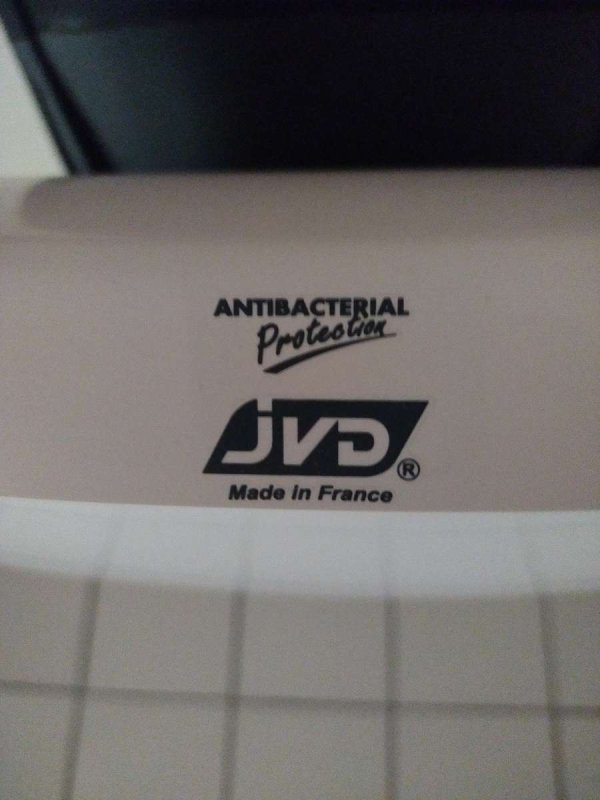 ANTIBACTERIAL
Protection
JVD®
Made in France